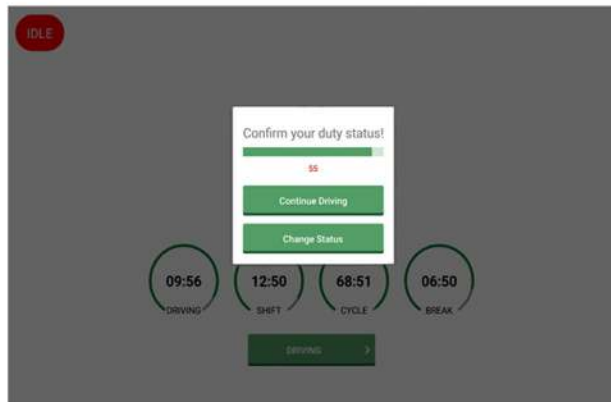 IDLE
Confirm your duty status!
55
Continue Driving
Change Status
09:56 12:50 68:51 06:50
DRIVING SHIFT CYCLE BREAK
DRIVING >